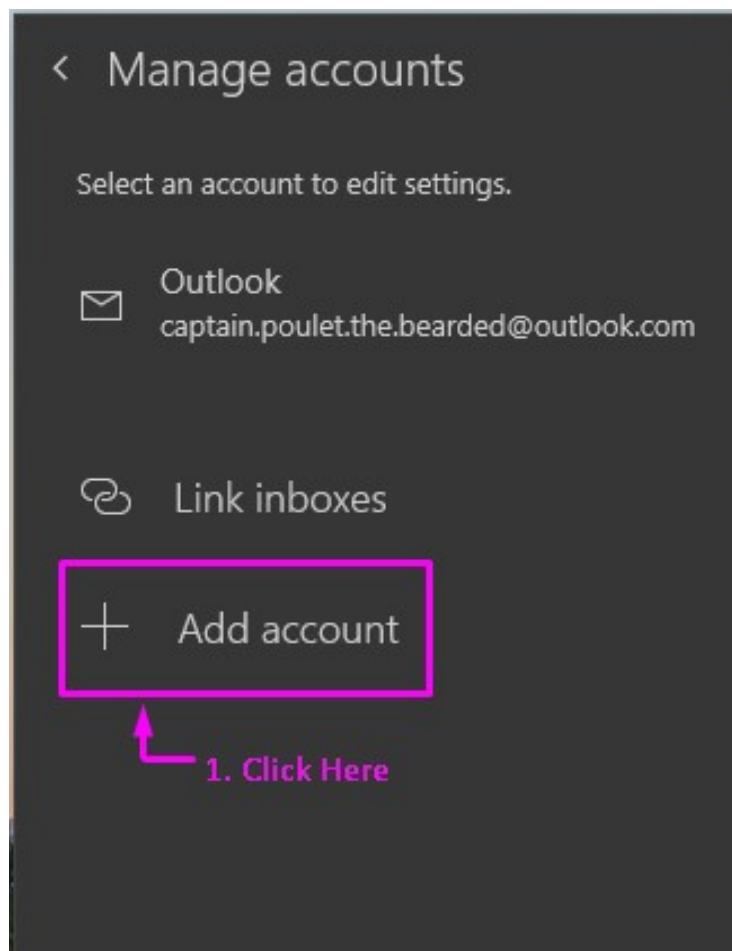 Manage accounts
Select an account to edit settings.
Outlook
captain.poulet.the.bearded@outlook.com
Link inboxes
Add account
1. Click Here